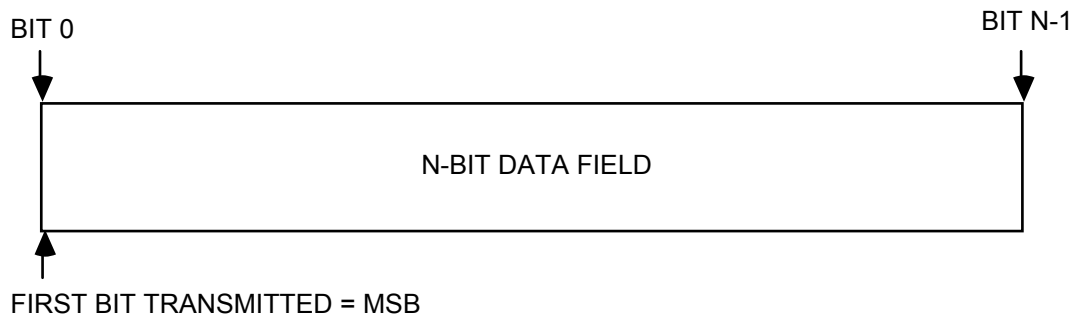 BIT 0
BIT N-1
N-BIT DATA FIELD
FIRST BIT TRANSMITTED = MSB